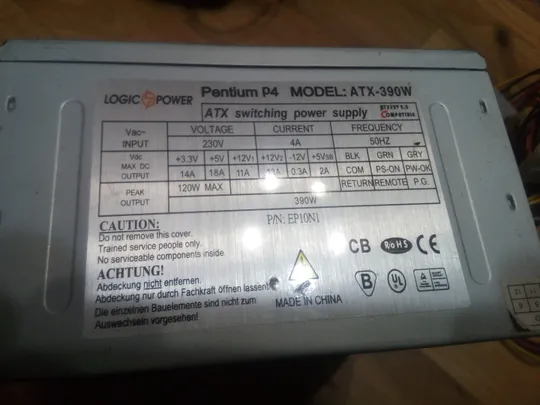 LOGIC POWER
Pentium P4 MODEL: ATX-390W
ATX switching power supply
COMPUTERS
Vac~ INPUT VOLTAGE CURRENT FREQUENCY
230V 4A 50HZ
Vdc MAX DC OUTPUT +3.3V +5V +12V1 +12V2 -12V +5VSB BLK GRN GRY
14A 18A 11A 0.3A 2A COM PS-ON PW-OK
PEAK OUTPUT 120W MAX RETURN REMOTE P.G.
390W
P/N: EP10N1
CAUTION:
Do not remove this cover.
Trained service people only.
No serviceable components inside.
ACHTUNG!
Abdeckung nicht entfernen.
Abdeckung nur durch Fachkraft öffnen lassen!
Die einzelnen Bauelemente sind nicht zum
Auswechseln vorgesehen!
CB RoHS CE
B UL
MADE IN CHINA